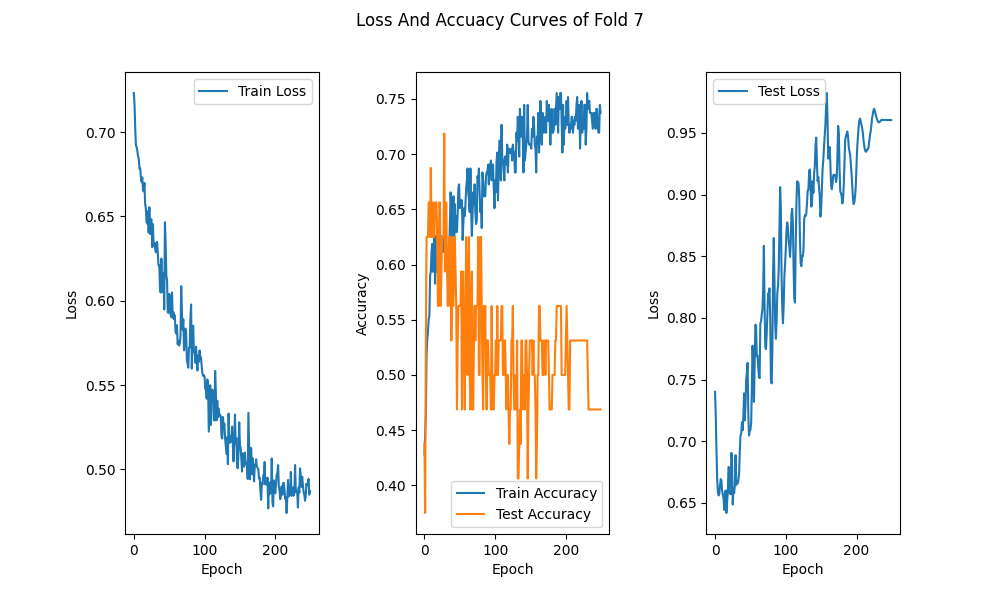 Loss And Accuacy Curves of Fold 7
Loss
0.70
0.65
0.60
0.55
0.50
Train Loss
0 100 200
Epoch
Accuracy
0.75
0.70
0.65
0.60
0.55
0.50
0.45
0.40
Train Accuracy
Test Accuracy
0 100 200
Epoch
Loss
0.95
0.90
0.85
0.80
0.75
0.70
0.65
Test Loss
0 100 200
Epoch